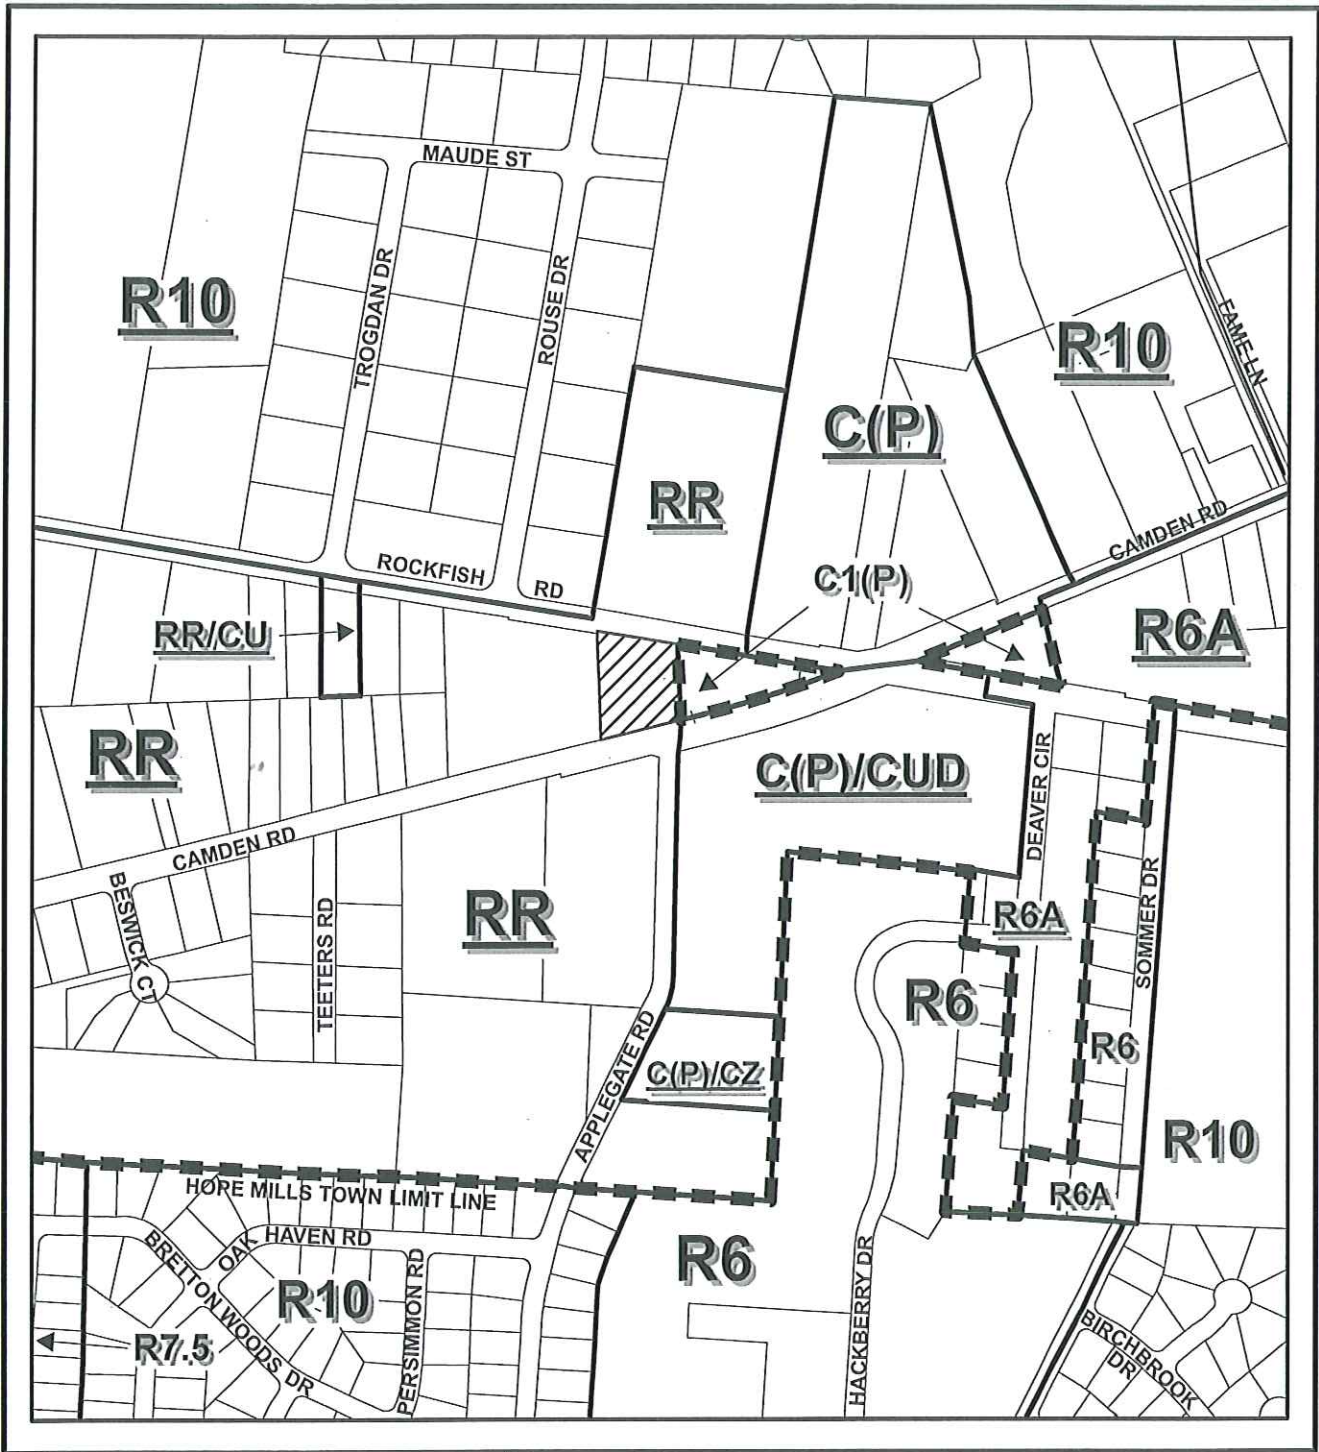 MAUDE ST
TROGDAN DR
ROUSE DR
R10
R10
FAME LN
C(P)
RR
CAMDEN RD
ROCKFISH RD
C1(P)
RR/CU
R6A
RR
C(P)/CUD
DEAVER CIR
CAMDEN RD
BESWICK CT
TEETERS RD
RR
R6A
SOMMER DR
R6
R6
APPLEGATE RD
C(P)/CZ
R10
HOPE MILLS TOWN LIMIT LINE
R6A
OAK HAVEN RD
BRETTON WOODS DR
R10
PERSIMMON RD
R6
HACKBERRY DR
R7.5
BIRCHBROOK DR